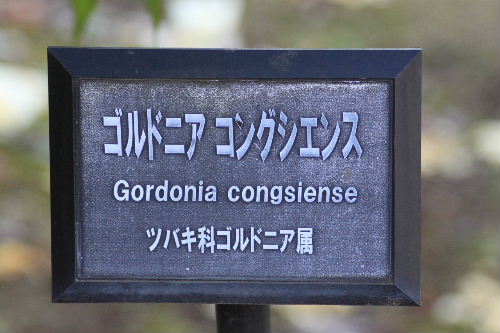 ゴルドニア コングシエンス
Gordonia congsiense
ツバキ科ゴルドニア属